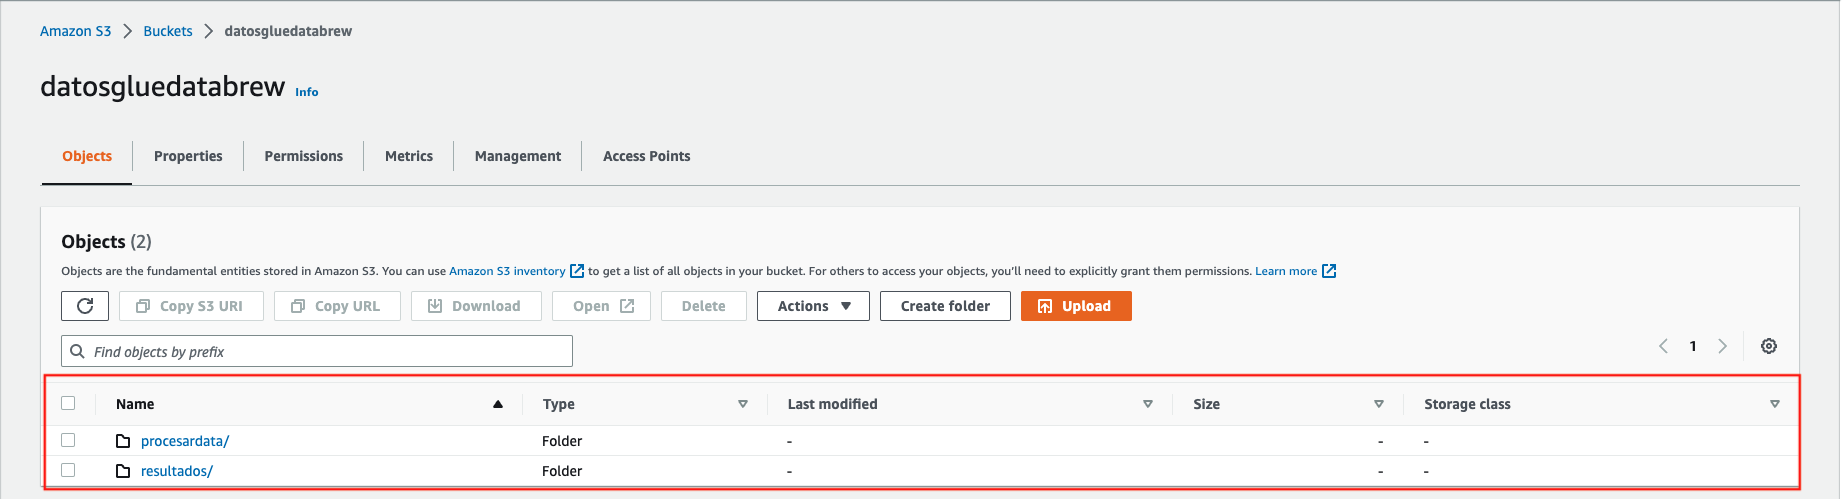 Amazon S3 > Buckets > datosgluedatabrew
datosgluedatabrew Info
Objects Properties Permissions Metrics Management Access Points
Objects (2)
Objects are the fundamental entities stored in Amazon S3. You can use Amazon S3 inventory to get a list of all objects in your bucket. For others to access your objects, you'll need to explicitly grant them permissions. Learn more
Copy S3 URI Copy URL Download Open Delete Actions Create folder Upload
Find objects by prefix 1
Name Type Last modified Size Storage class
procesardata/ Folder - - -
resultados/ Folder - - -